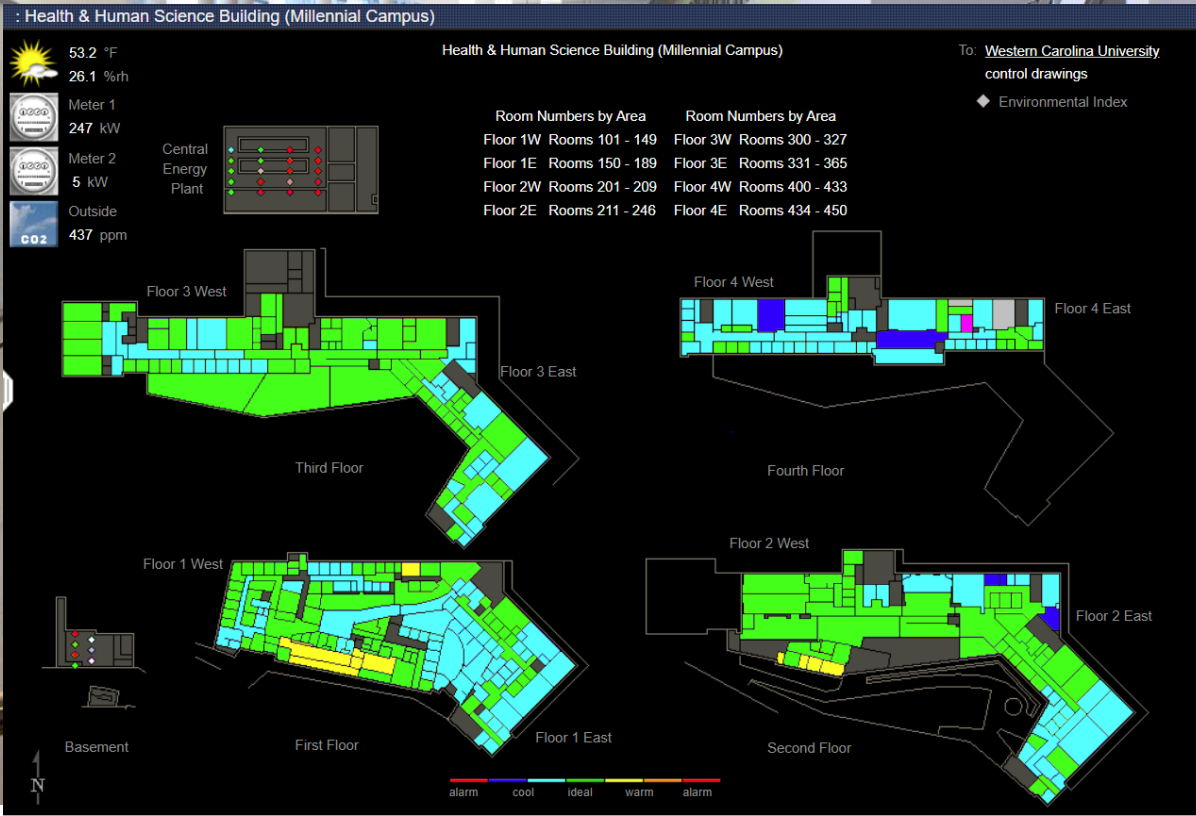 : Health & Human Science Building (Millennial Campus)
53.2 °F
26.1 %rh
Health & Human Science Building (Millennial Campus)
To: Western Carolina University
control drawings
Environmental Index
Meter 1
247 kW
Meter 2
5 kW
Outside
437 ppm
CO2
Central
Energy
Plant
Room Numbers by Area Room Numbers by Area
Floor 1W Rooms 101 - 149 Floor 3W Rooms 300 - 327
Floor 1E Rooms 150 - 189 Floor 3E Rooms 331 - 365
Floor 2W Rooms 201 - 209 Floor 4W Rooms 400 - 433
Floor 2E Rooms 211 - 246 Floor 4E Rooms 434 - 450
Floor 3 West
Floor 4 West
Floor 4 East
Floor 3 East
Third Floor
Fourth Floor
Floor 1 West
Floor 2 West
Floor 2 East
Floor 1 East
Basement
First Floor
Second Floor
N
alarm cool ideal warm alarm